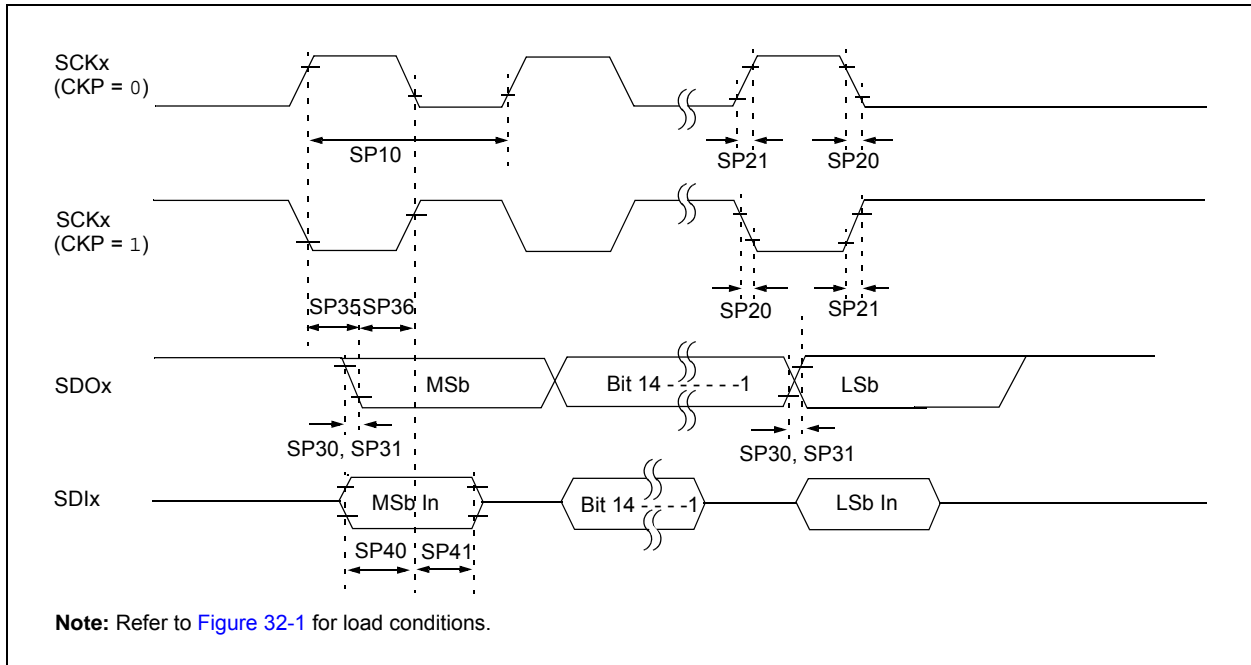 SCKx
(CKP = 0)
SP10
SP21
SP20
SCKx
(CKP = 1)
SP35
SP36
SP20
SP21
SDOx
MSb
Bit 14 - - - - - -1
LSb
SP30, SP31
SP30, SP31
SDIx
MSb In
Bit 14 - - - -1
LSb In
SP40
SP41
Note: Refer to Figure 32-1 for load conditions.